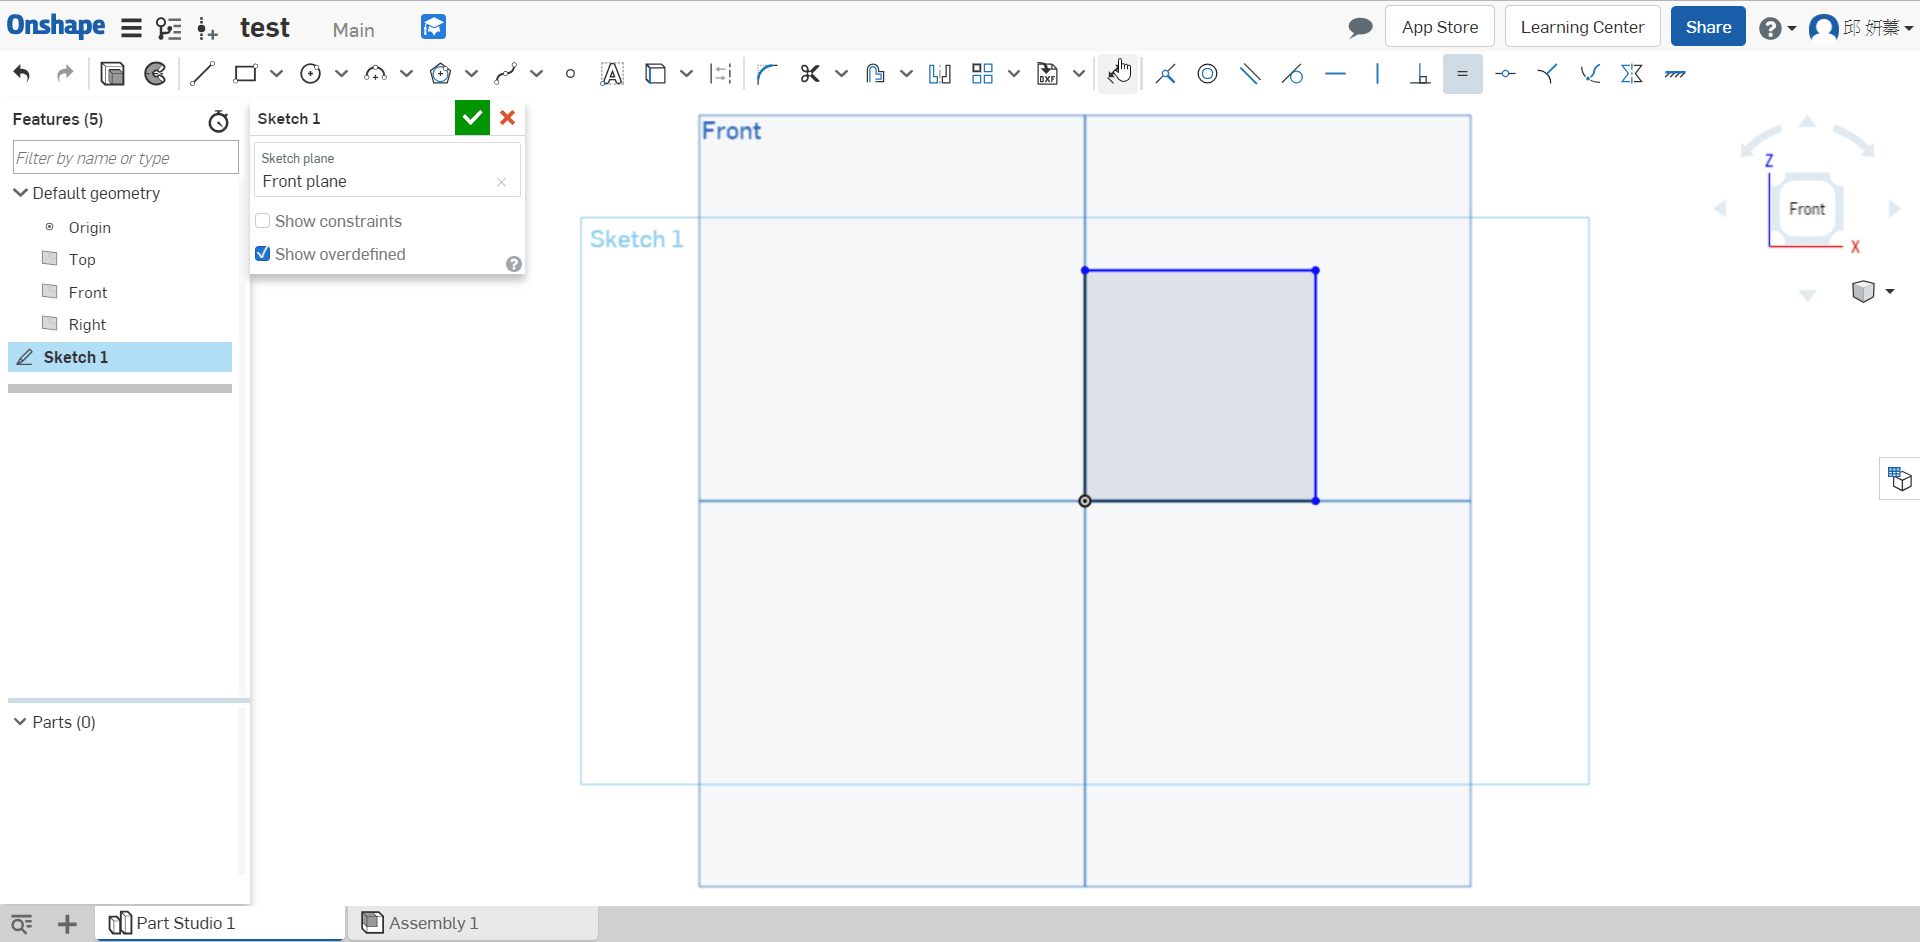 Onshape test Main App Store Learning Center Share 邱 妍蓁
DXF
Features (5)
Filter by name or type
Default geometry
Origin
Top
Front
Right
Sketch 1
Parts (0)
Sketch 1
Sketch plane
Front plane
Show constraints
Show overdefined
Front
Sketch 1
Z
Front
X
Part Studio 1
Assembly 1